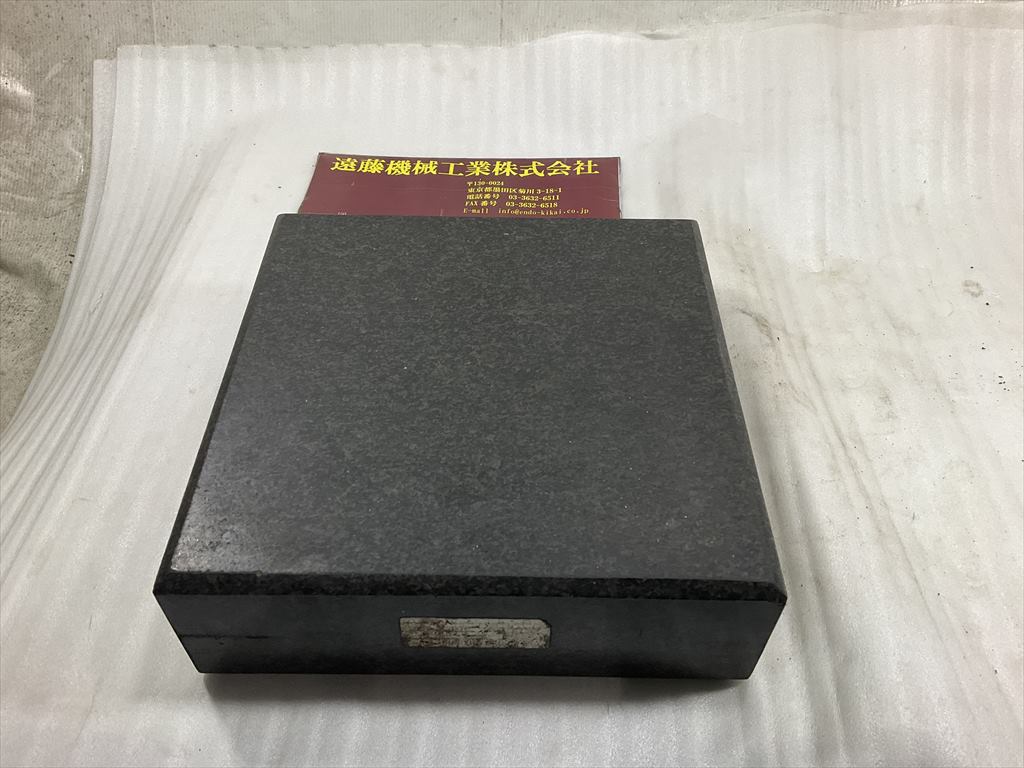 遠藤機械工業株式会社
〒130-0024
東京都墨田区菊川3-18-1
電話番号 03-3632-6511
FAX番号 03-3632-6518
E-mail info@endo-kikai.co.jp